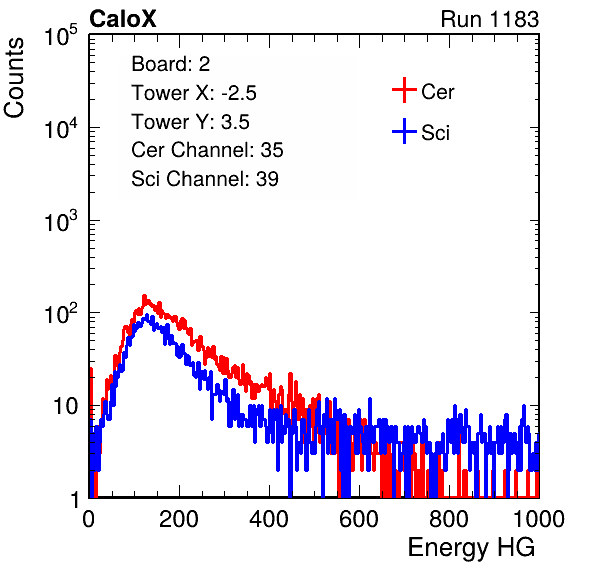 CaloX Run 1183
Counts
10^5
10^4
10^3
10^2
10
1
Board: 2
Tower X: -2.5
Tower Y: 3.5
Cer Channel: 35
Sci Channel: 39
Cer
Sci
0 200 400 600 800 1000
Energy HG